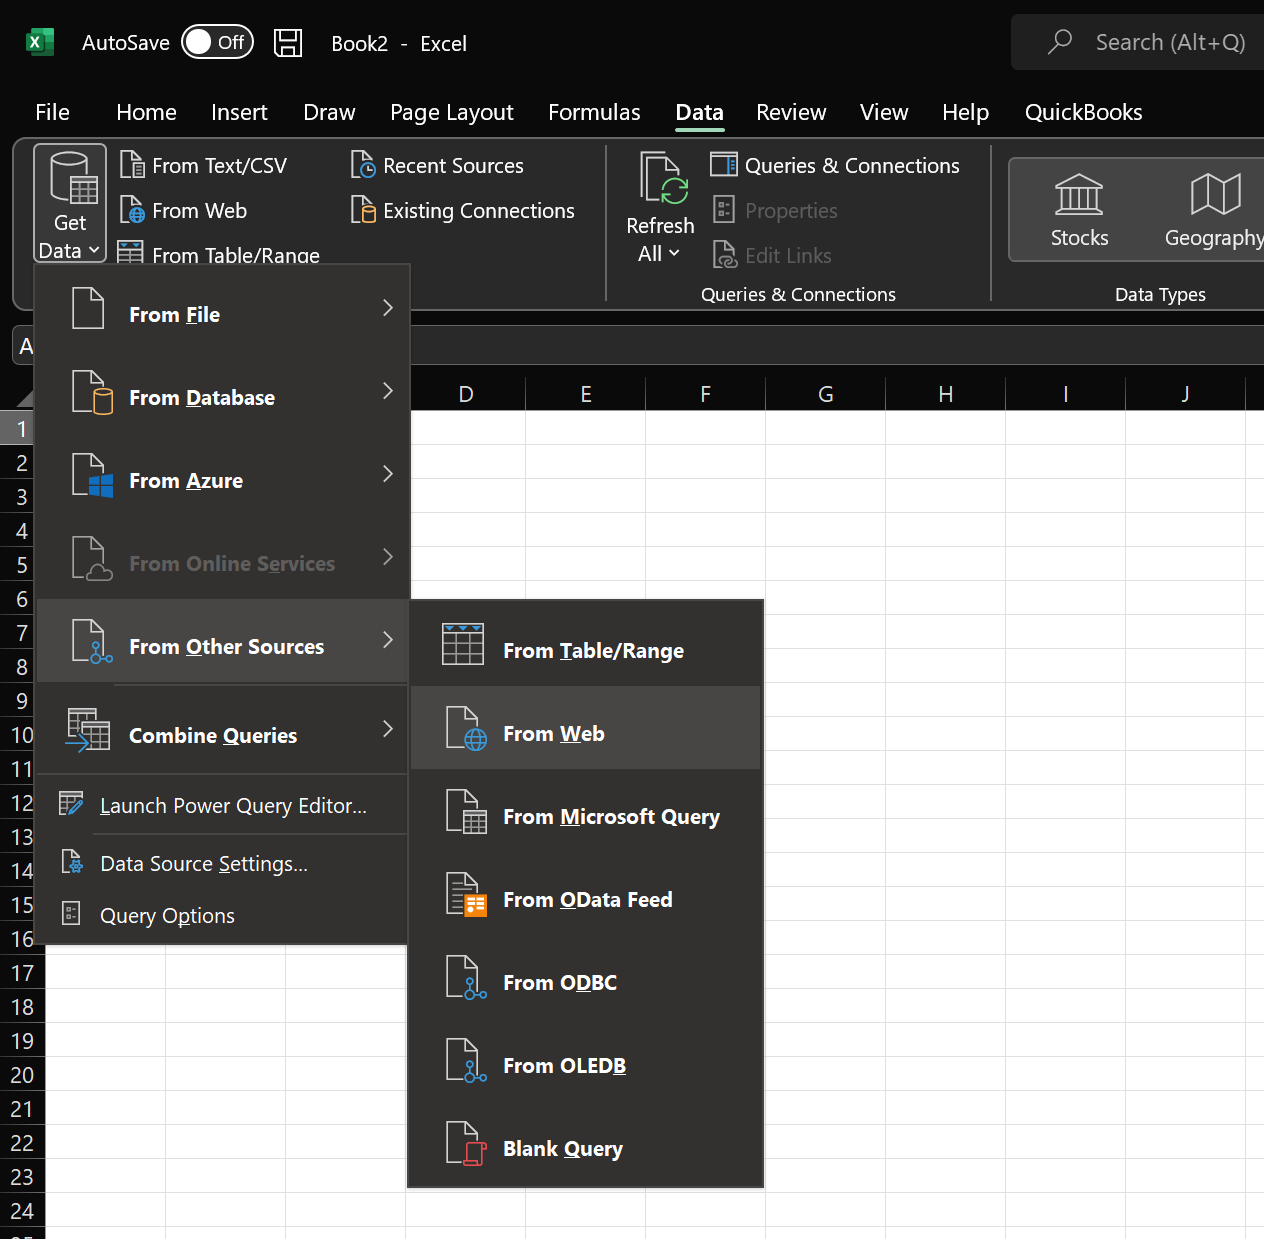 AutoSave Off Book2 - Excel Search (Alt+Q)
File Home Insert Draw Page Layout Formulas Data Review View Help QuickBooks
Get Data
From Text/CSV
From Web
From Table/Range
Recent Sources
Existing Connections
Refresh All
Queries & Connections
Properties
Edit Links
Queries & Connections
Stocks
Geography
Data Types
A
From File
From Database
From Azure
From Online Services
From Other Sources
Combine Queries
Launch Power Query Editor...
Data Source Settings...
Query Options
From Table/Range
From Web
From Microsoft Query
From OData Feed
From ODBC
From OLEDB
Blank Query
D E F G H I J
1
2
3
4
5
6
7
8
9
10
11
12
13
14
15
16
17
18
19
20
21
22
23
24